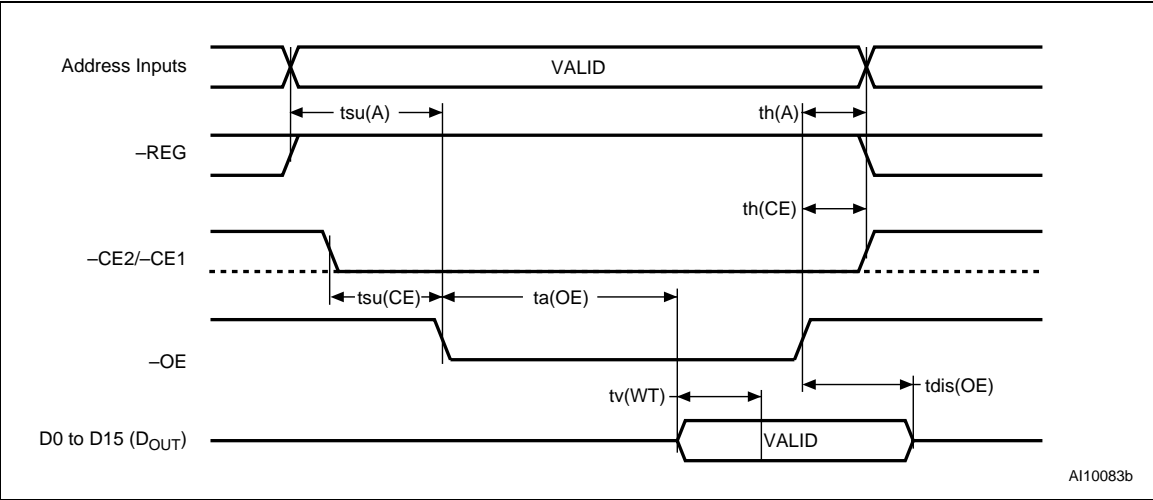 Address Inputs
VALID
tsu(A)
th(A)
–REG
th(CE)
–CE2/–CE1
tsu(CE)
ta(OE)
–OE
tv(WT)
tdis(OE)
D0 to D15 (DOUT)
VALID
AI10083b